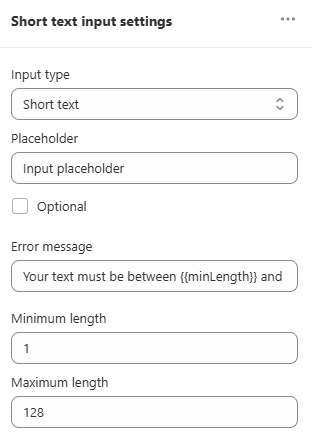 Short text input settings
Input type
Short text
Placeholder
Input placeholder
Optional
Error message
Your text must be between {{minLength}} and
Minimum length
1
Maximum length
128